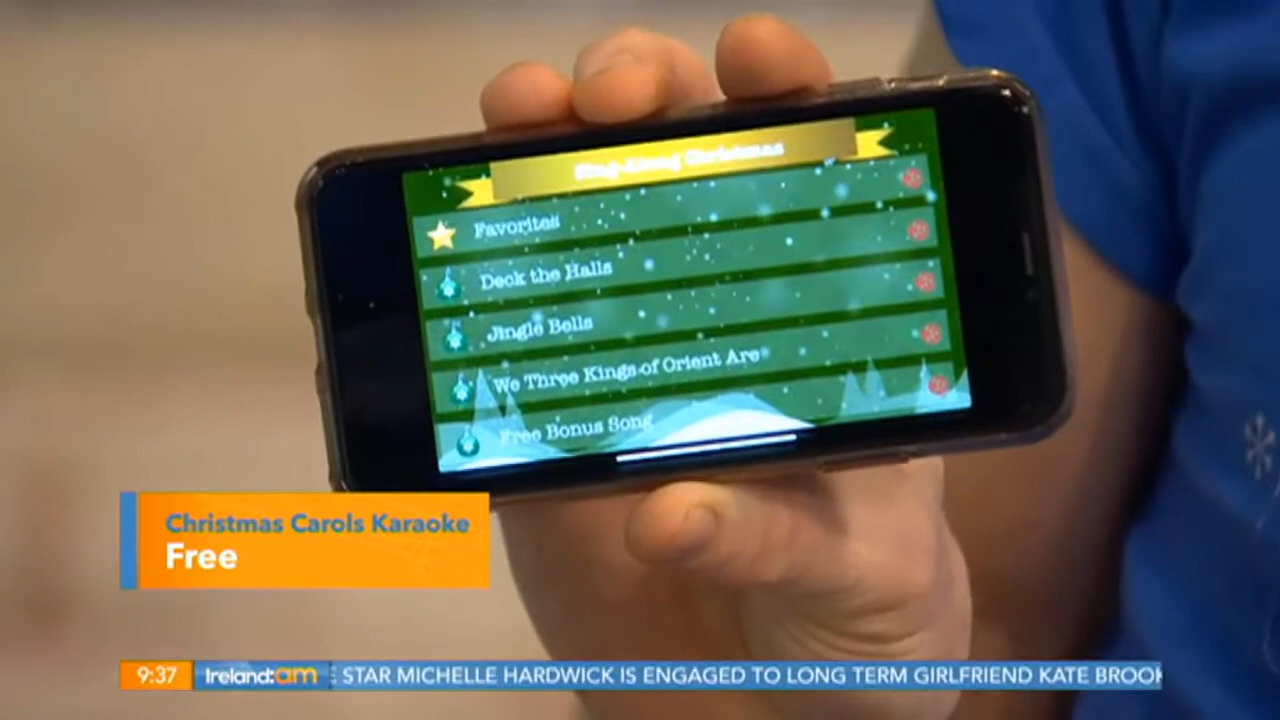 Sing-Along Christmas
Favorites
Deck the Halls
Jingle Bells
We Three Kings of Orient Are
Free Bonus Song
Christmas Carols Karaoke
Free
9:37 Ireland:am STAR MICHELLE HARDWICK IS ENGAGED TO LONG TERM GIRLFRIEND KATE BROOK